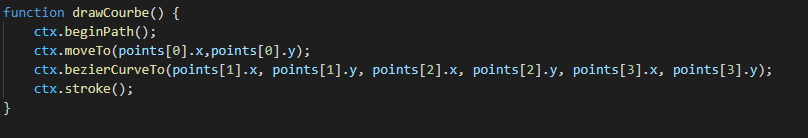 function drawCourbe() {
    ctx.beginPath();
    ctx.moveTo(points[0].x,points[0].y);
    ctx.bezierCurveTo(points[1].x, points[1].y, points[2].x, points[2].y, points[3].x, points[3].y);
    ctx.stroke();
}